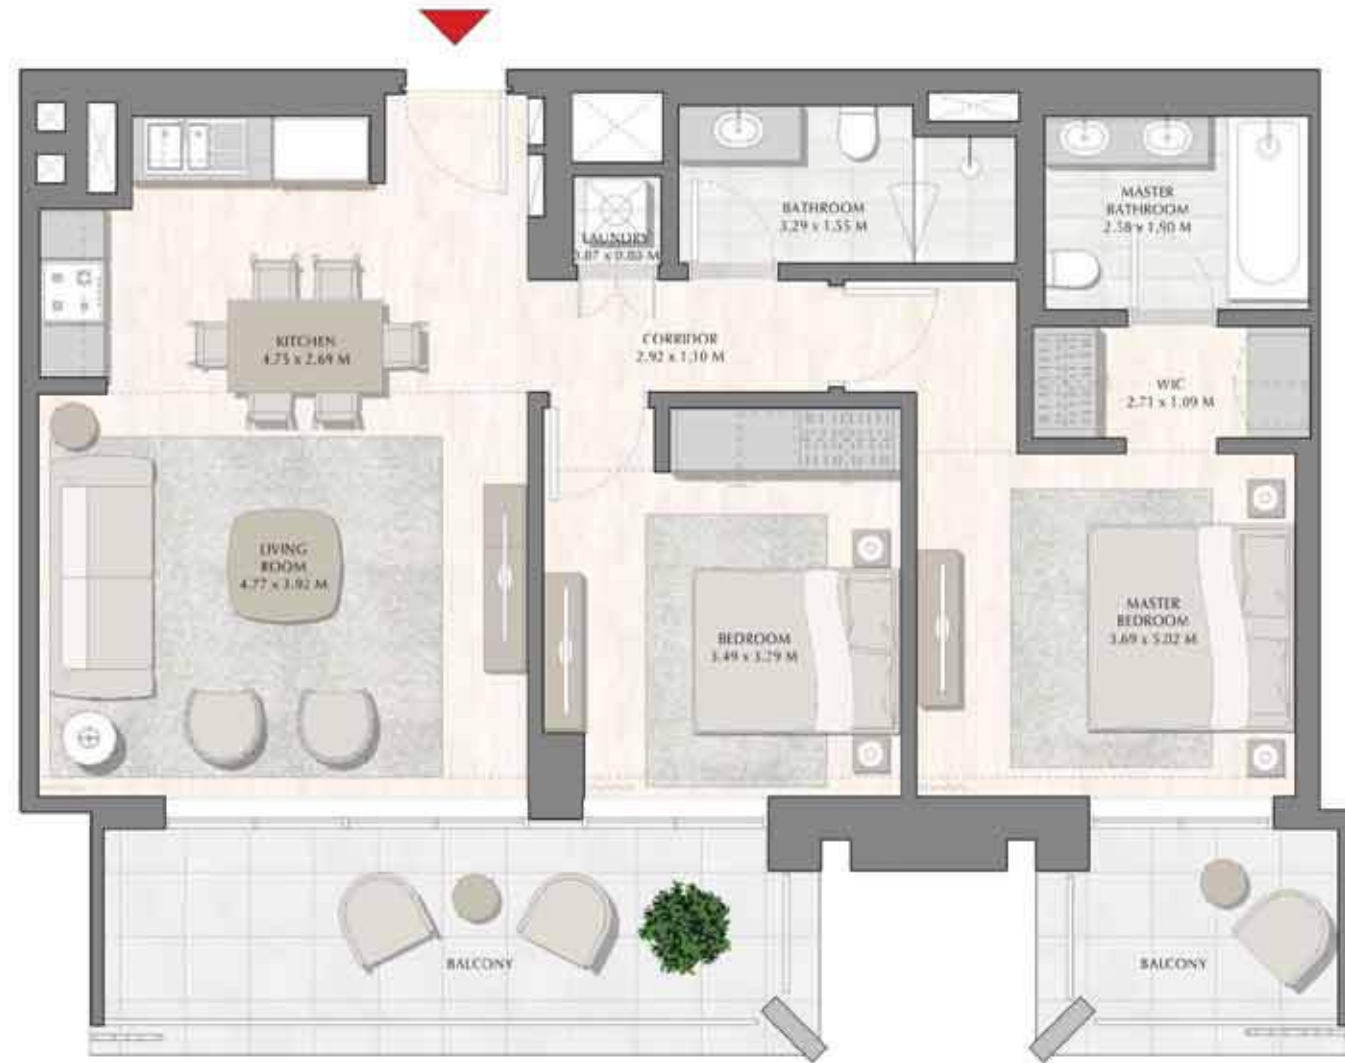 BATHROOM
3.29 x 1.55 M
MASTER
BATHROOM
2.58 x 1.90 M
LAUNDRY
KITCHEN
4.75 x 2.69 M
CORRIDOR
2.92 x 1.10 M
WIC
2.71 x 1.09 M
LIVING
ROOM
4.77 x 3.92 M
BEDROOM
3.49 x 3.79 M
MASTER
BEDROOM
3.69 x 5.02 M
BALCONY
BALCONY